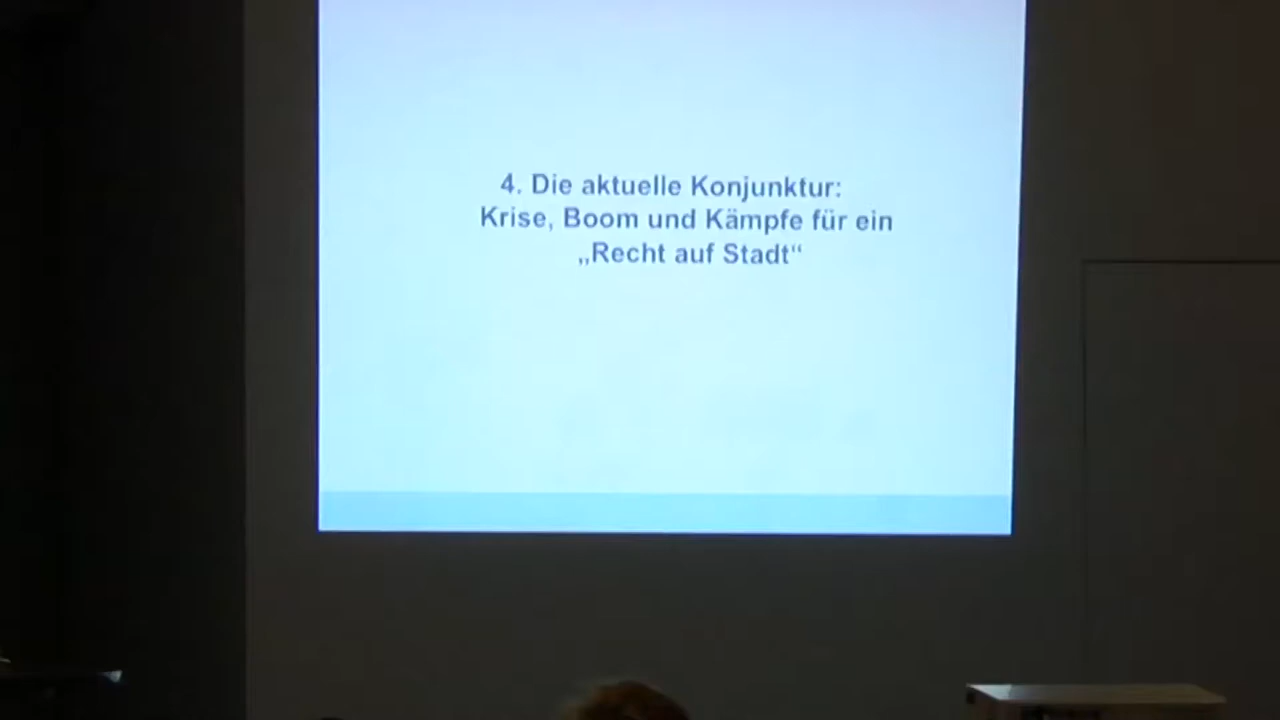 4. Die aktuelle Konjunktur:
Krise, Boom und Kämpfe für ein
„Recht auf Stadt“